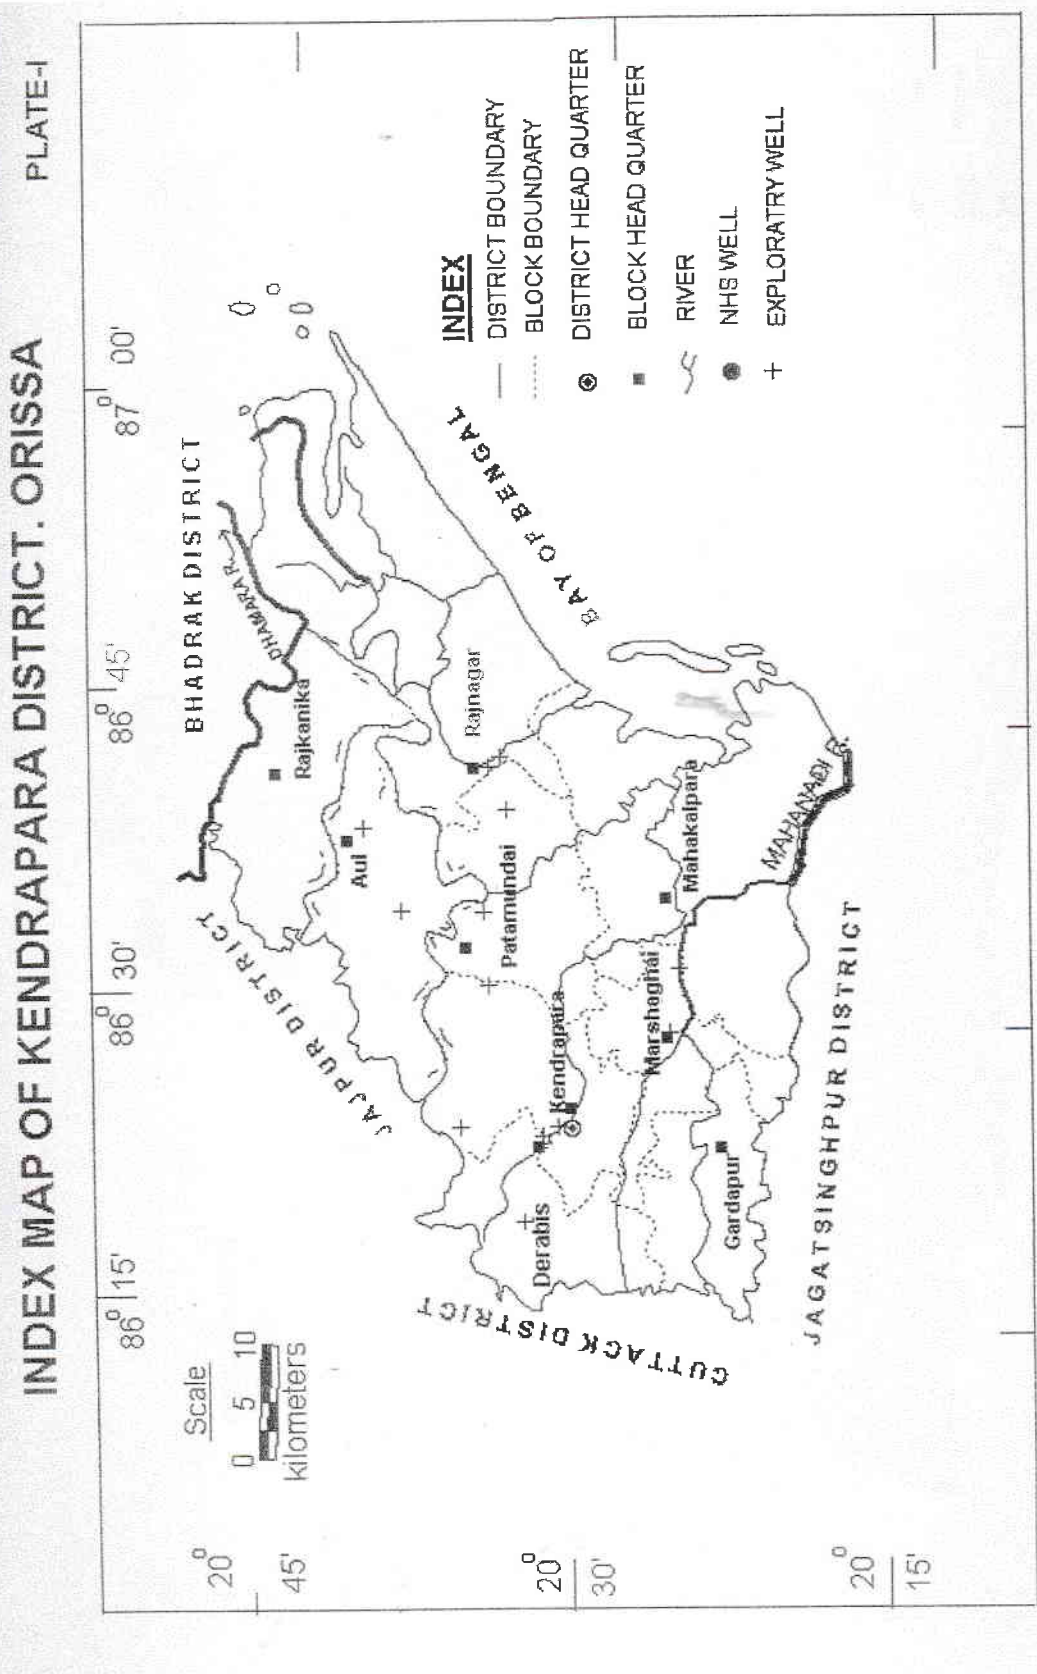 INDEX MAP OF KENDRAPARA DISTRICT. ORISSA
PLATE-I
Scale
0 5 10
kilometers
86° 15'
86° 30'
86° 45'
87° 00'
20° 45'
20° 30'
20° 15'
BHADRAK DISTRICT
JAJPUR DISTRICT
CUTTACK DISTRICT
JAGATSINGHPUR DISTRICT
BAY OF BENGAL
DHAMARA R.
MAHANADI R.
Rajkanika
Aul
Rajnagar
Patamundai
Kendrapara
Derabis
Marshaghai
Mahakalpara
Gardapur
INDEX
DISTRICT BOUNDARY
BLOCK BOUNDARY
DISTRICT HEAD QUARTER
BLOCK HEAD QUARTER
RIVER
NHS WELL
EXPLORATRY WELL